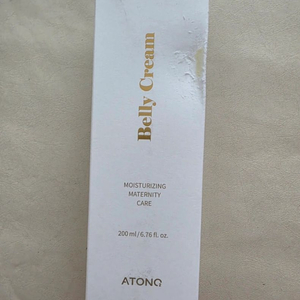 Belly Cream
MOISTURIZING
MATERNITY
CARE
200 ml / 6.76 fl. oz.
ATONO